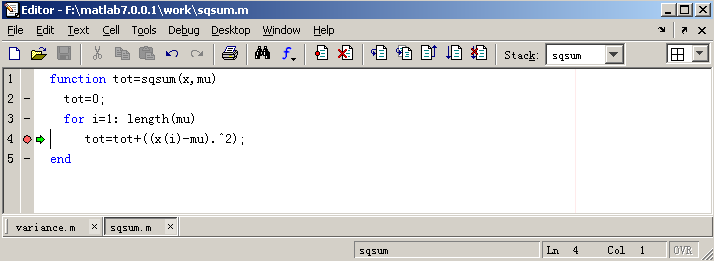 Editor - F:\matlab7.0.0.1\work\sqsum.m
File Edit Text Cell Tools Debug Desktop Window Help
Stack: sqsum
1 function tot=sqsum(x,mu)
2 - tot=0;
3 - for i=1: length(mu)
4 tot=tot+((x(i)-mu).^2);
5 - end
variance.m × sqsum.m ×
sqsum Ln 4 Col 1 OVR